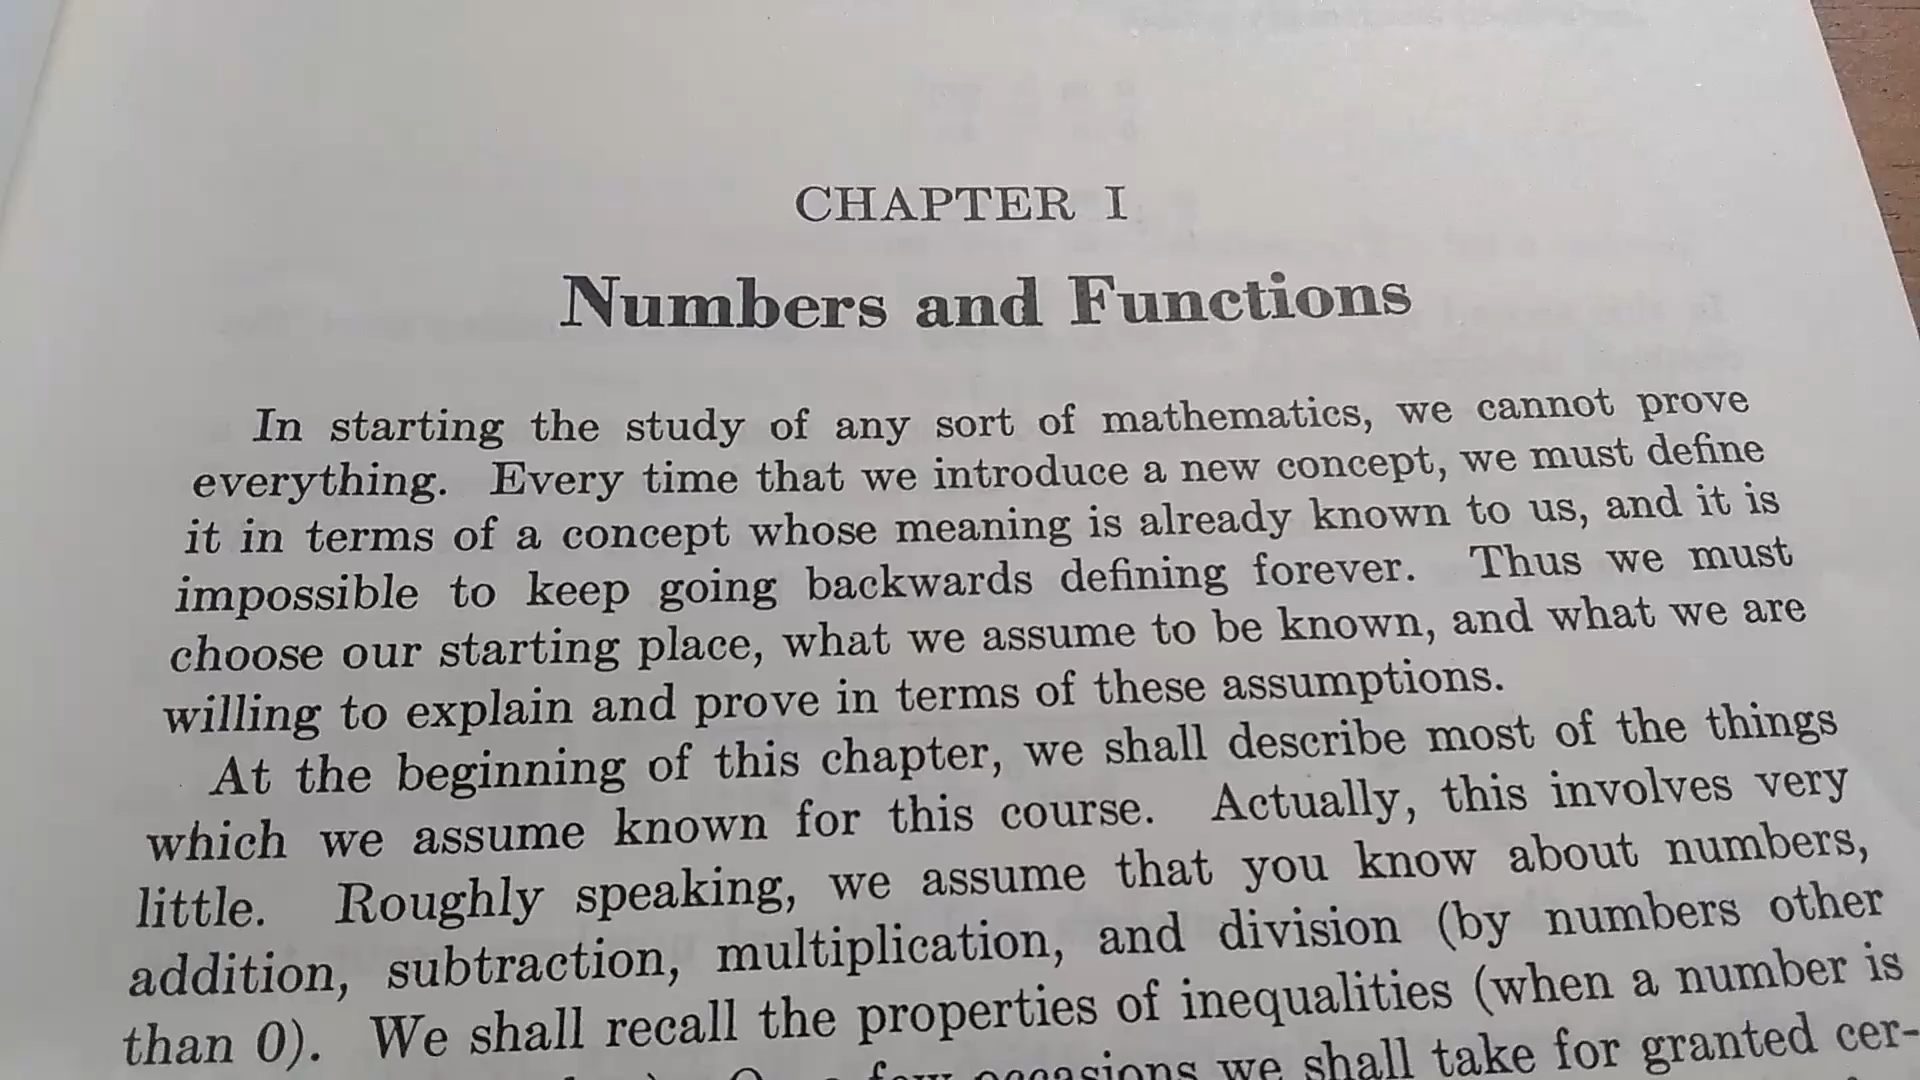 CHAPTER I
Numbers and Functions
In starting the study of any sort of mathematics, we cannot prove
everything. Every time that we introduce a new concept, we must define
it in terms of a concept whose meaning is already known to us, and it is
impossible to keep going backwards defining forever. Thus we must
choose our starting place, what we assume to be known, and what we are
willing to explain and prove in terms of these assumptions.
At the beginning of this chapter, we shall describe most of the things
which we assume known for this course. Actually, this involves very
little. Roughly speaking, we assume that you know about numbers,
addition, subtraction, multiplication, and division (by numbers other
than 0). We shall recall the properties of inequalities (when a number is
few occasions we shall take for granted cer-